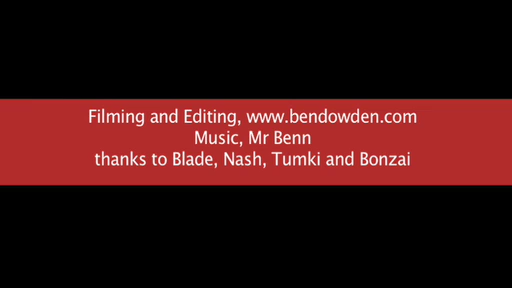 Filming and Editing, www.bendowden.com
Music, Mr Benn
thanks to Blade, Nash, Tumki and Bonzai